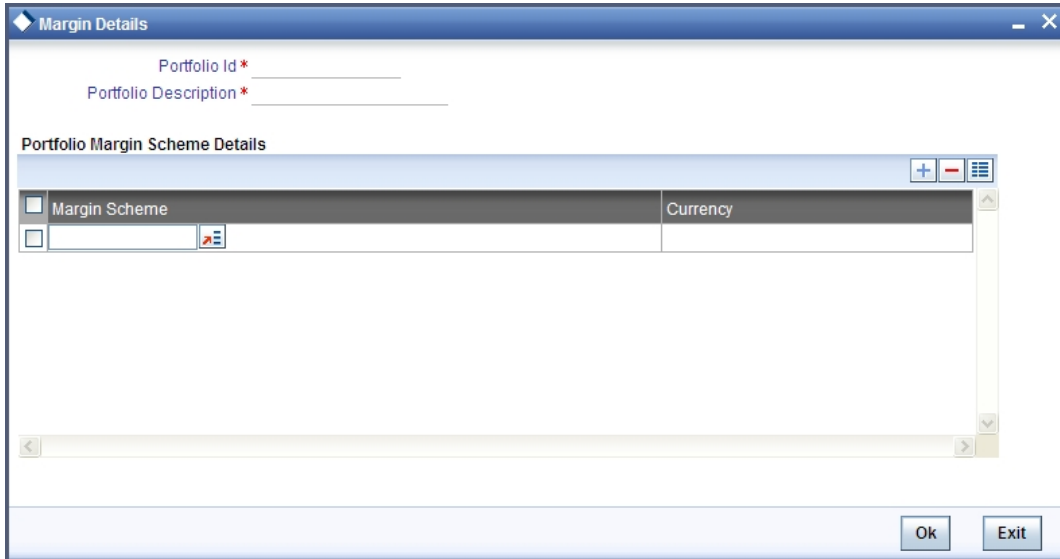 Margin Details
Portfolio Id *
Portfolio Description *
Portfolio Margin Scheme Details
Margin Scheme Currency
Ok Exit